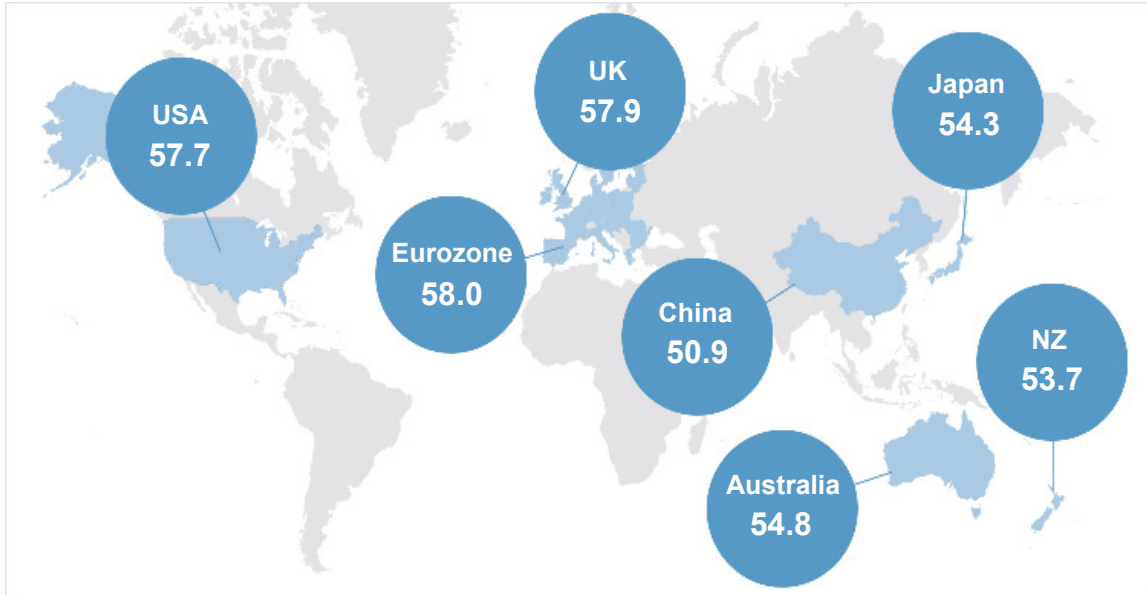 USA
57.7
UK
57.9
Japan
54.3
Eurozone
58.0
China
50.9
NZ
53.7
Australia
54.8